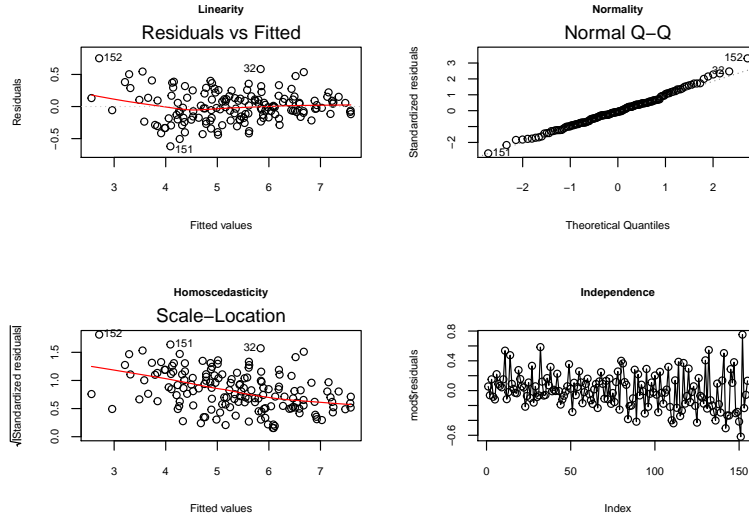 Linearity
Residuals vs Fitted
Residuals
0.5
0.0
−0.5
152
32
151
3 4 5 6 7
Fitted values
Normality
Normal Q−Q
Standardized residuals
3
2
1
0
−2
152
32
151
−2 −1 0 1 2
Theoretical Quantiles
Homoscedasticity
Scale−Location
√|Standardized residuals|
1.5
1.0
0.5
0.0
152
151
32
3 4 5 6 7
Fitted values
Independence
mod$residuals
0.8
0.4
0.0
−0.6
0 50 100 150
Index